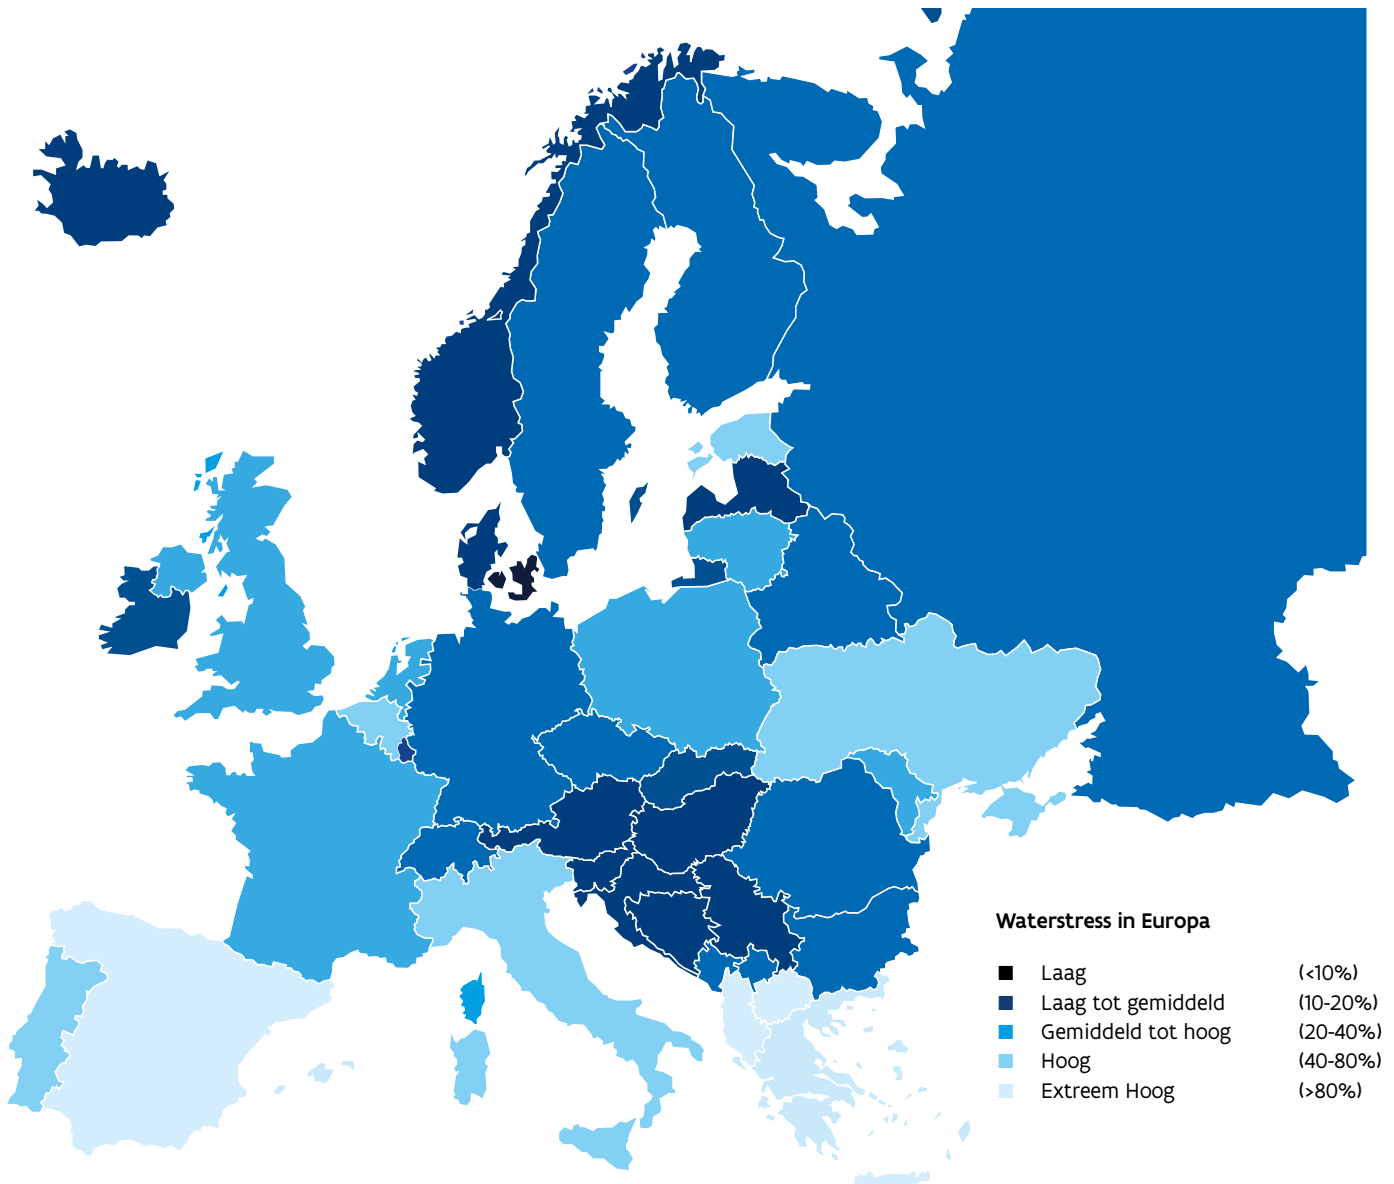 Waterstress in Europa
Laag (<10%)
Laag tot gemiddeld (10-20%)
Gemiddeld tot hoog (20-40%)
Hoog (40-80%)
Extreem Hoog (>80%)